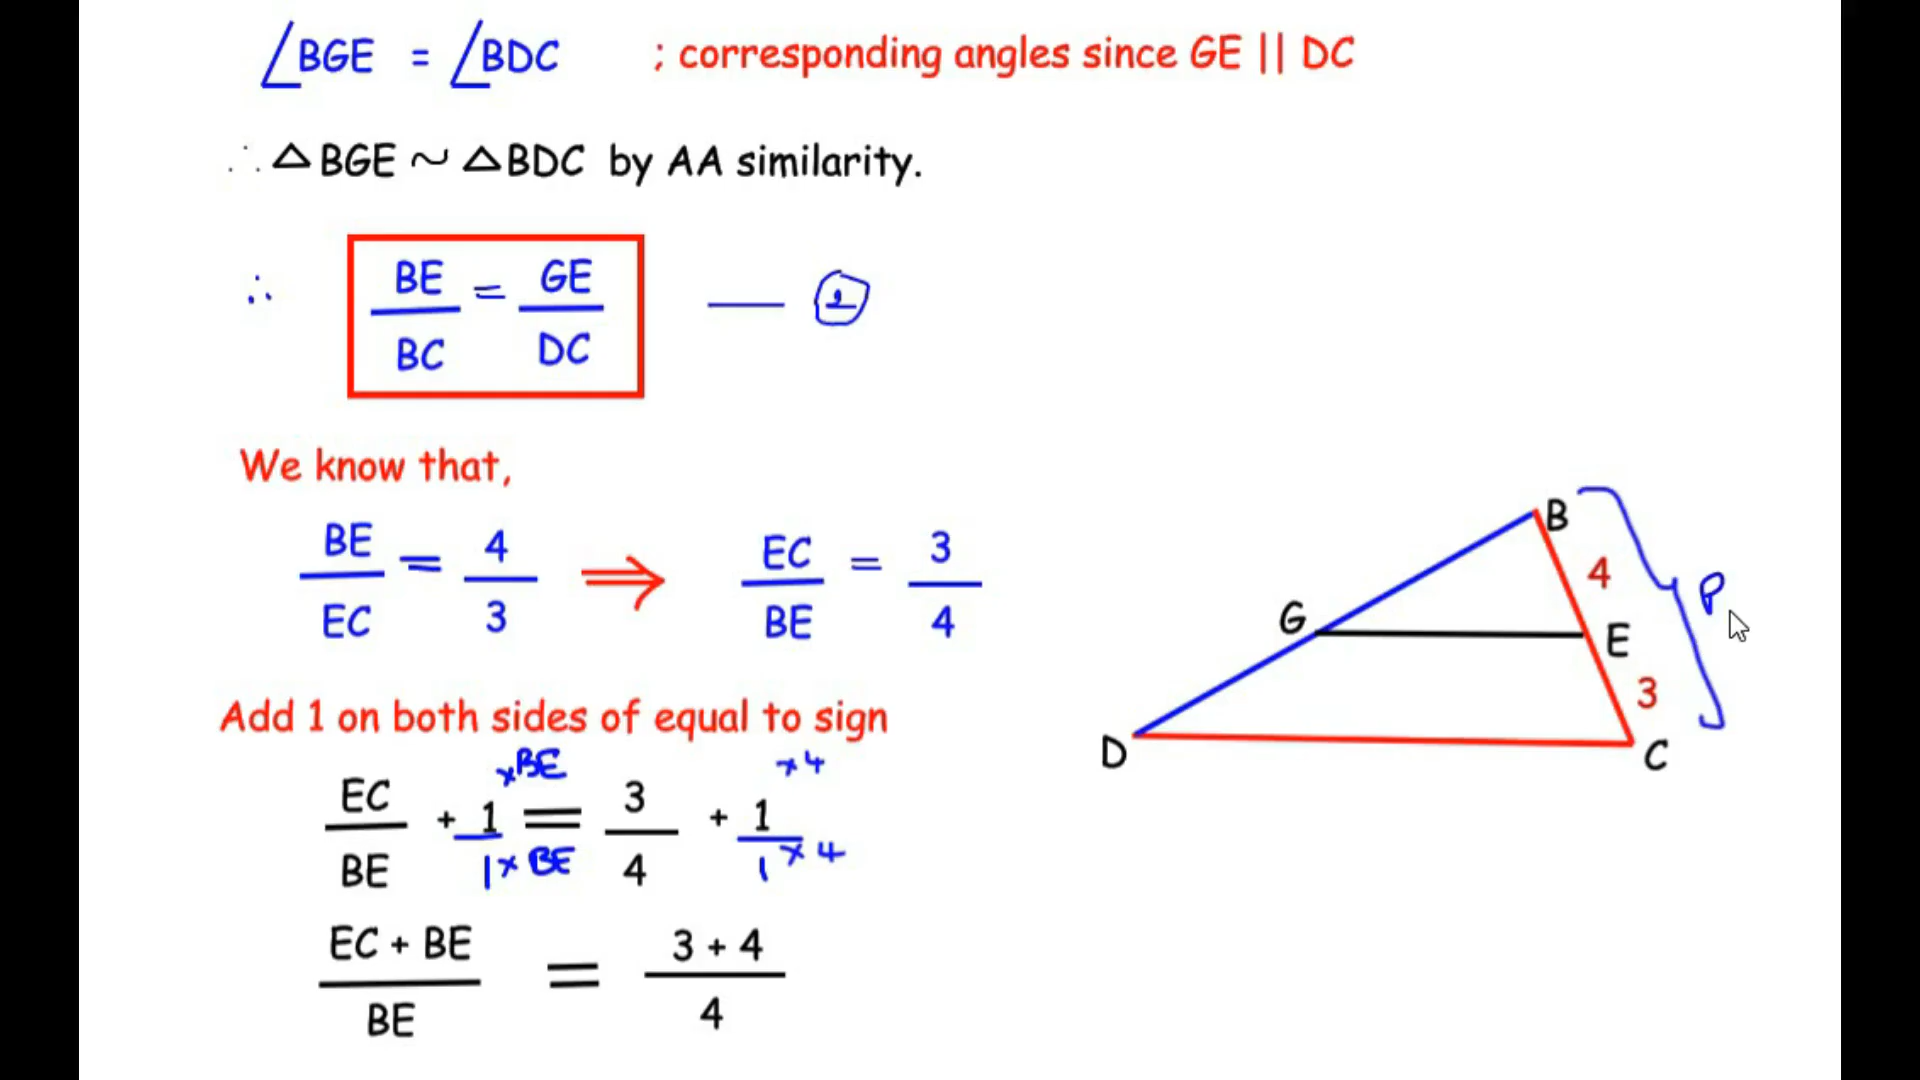 ∠BGE = ∠BDC ; corresponding angles since GE || DC
∴ △BGE ~ △BDC by AA similarity.
∴ BE/BC = GE/DC — ②
We know that,
BE/EC = 4/3 ⇒ EC/BE = 3/4
Add 1 on both sides of equal to sign
EC/BE + 1×BE/1×BE = 3/4 + 1×4/1×4
EC + BE/BE = 3 + 4/4
B
4
P
G
E
3
D
C